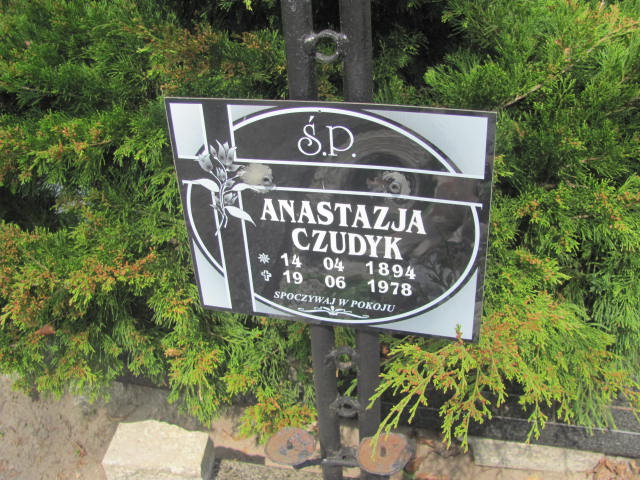 Ś.P.
ANASTAZJA
CZUDYK
14 04 1894
19 06 1978
SPOCZYWAJ W POKOJU